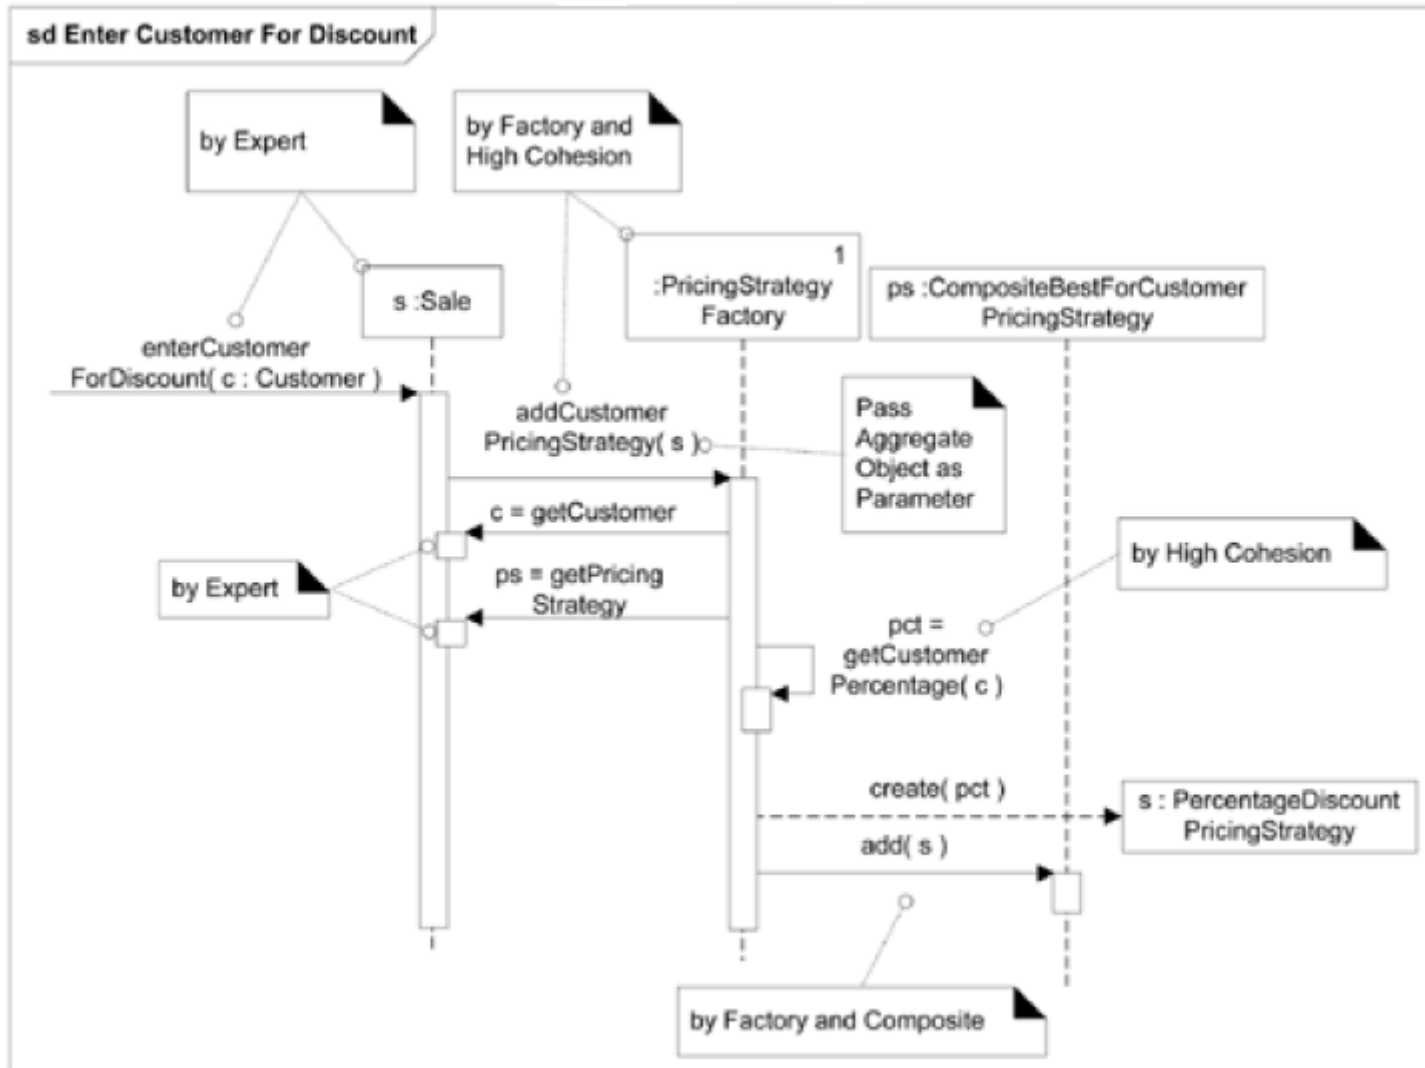 sd Enter Customer For Discount
by Expert
by Factory and
High Cohesion
1
:PricingStrategy
Factory
s :Sale
ps :CompositeBestForCustomer
PricingStrategy
enterCustomer
ForDiscount( c : Customer )
addCustomer
PricingStrategy( s )
Pass
Aggregate
Object as
Parameter
c = getCustomer
by High Cohesion
by Expert
ps = getPricing
Strategy
pct =
getCustomer
Percentage( c )
create( pct )
s : PercentageDiscount
PricingStrategy
add( s )
by Factory and Composite